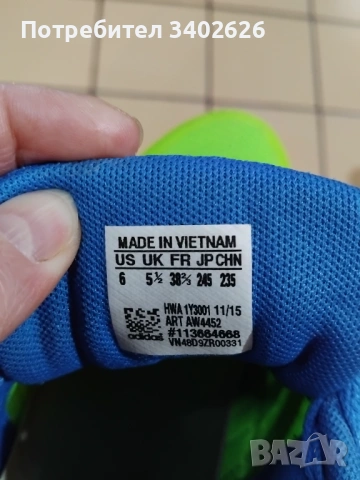 Потребител 3402626
MADE IN VIETNAM
US UK FR JP CHN
6 5½ 38⅔ 245 235
HWA 1Y3001 11/15
ART AW4452
#113664668
VN48D9ZR00331
adidas
BAZAR